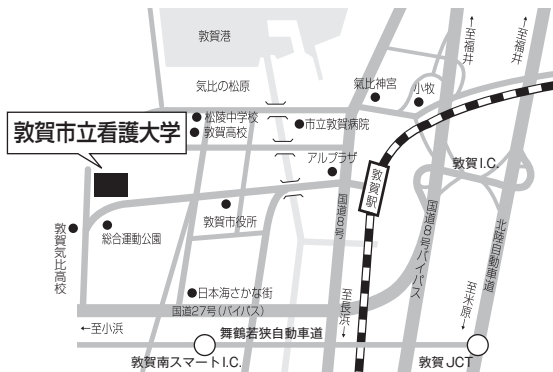 敦賀港
←至福井
←至福井
気比の松原
氣比神宮
小牧
松陵中学校
敦賀高校
市立敦賀病院
敦賀市立看護大学
アルプラザ
敦賀駅
敦賀I.C.
国道8号
国道8号バイパス
北陸自動車道
敦賀市役所
総合運動公園
敦賀気比高校
日本海さかな街
国道27号(バイパス)
至長浜→
至米原→
←至小浜
舞鶴若狭自動車道
敦賀南スマートI.C.
敦賀JCT